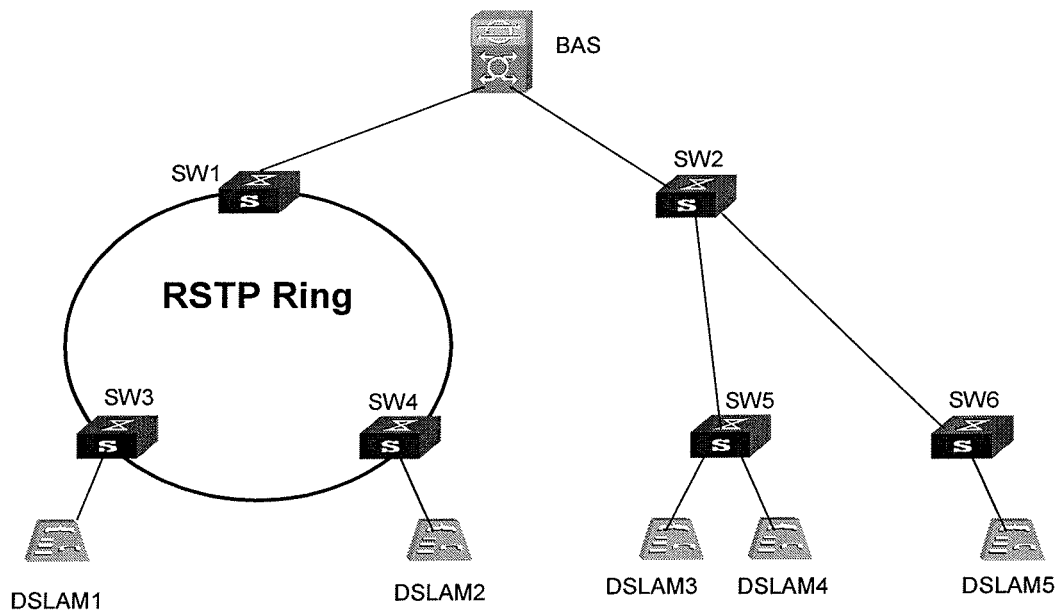 BAS
SW1
SW2
S
S
RSTP Ring
SW3
SW4
SW5
SW6
S
S
S
S
DSLAM1
DSLAM2
DSLAM3
DSLAM4
DSLAM5